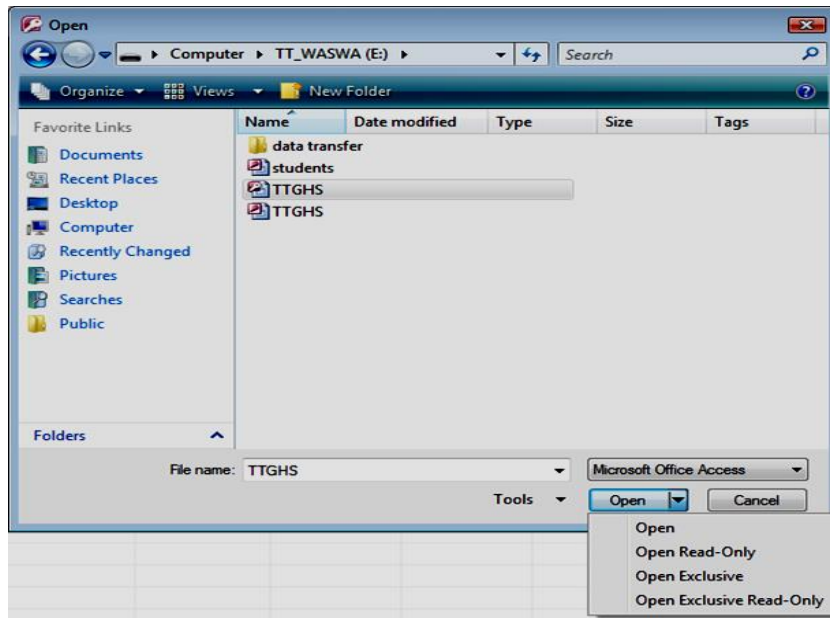 Open
Computer ▸ TT_WASWA (E:) ▸ Search
Organize Views New Folder
Favorite Links
Documents
Recent Places
Desktop
Computer
Recently Changed
Pictures
Searches
Public
Folders
Name Date modified Type Size Tags
data transfer
students
TTGHS
TTGHS
File name: TTGHS Microsoft Office Access
Tools Open Cancel
Open
Open Read-Only
Open Exclusive
Open Exclusive Read-Only